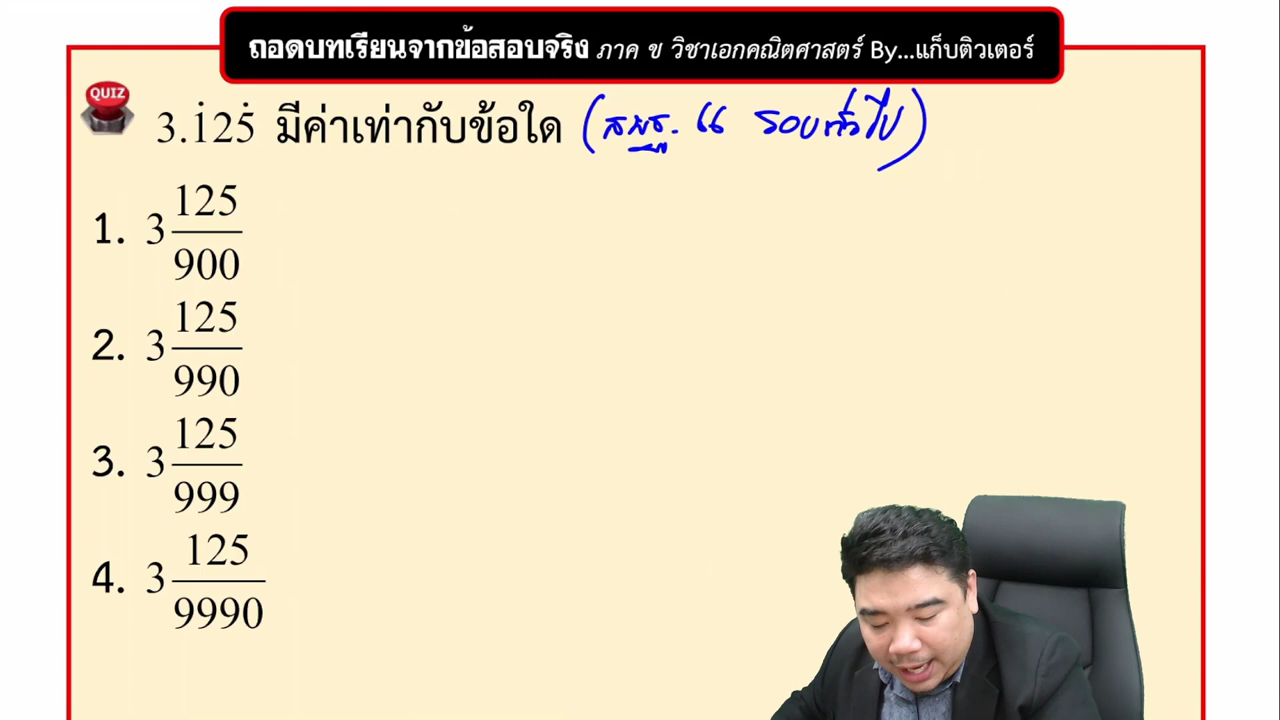 ถอดบทเรียนจากข้อสอบจริง ภาค ข วิชาเอกคณิตศาสตร์ By...แก็บติวเตอร์
QUIZ
3.1̇25̇ มีค่าเท่ากับข้อใด (สพฐ. 66 รอบทั่วไป)
1. 3 125/900
2. 3 125/990
3. 3 125/999
4. 3 125/9990